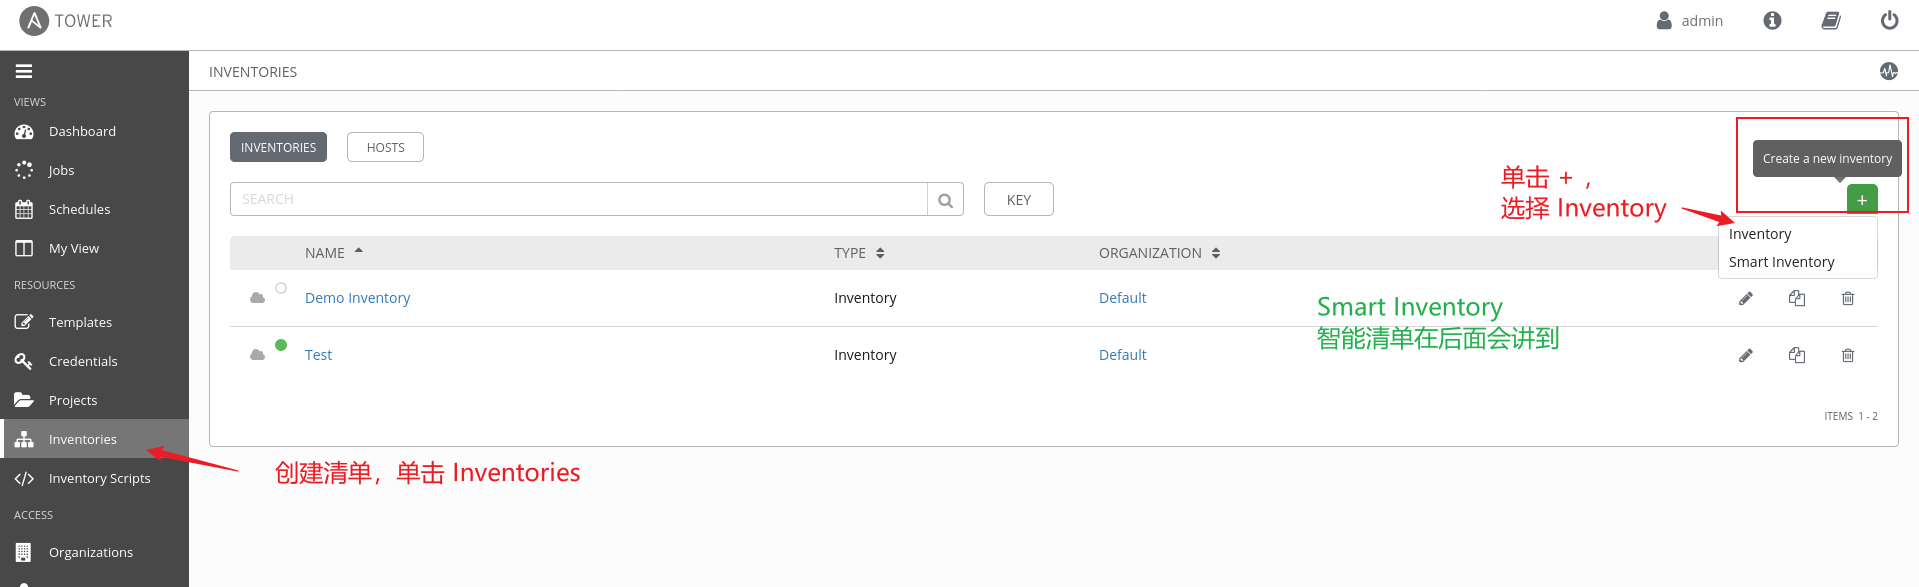 TOWER
admin
VIEWS
Dashboard
Jobs
Schedules
My View
RESOURCES
Templates
Credentials
Projects
Inventories
Inventory Scripts
ACCESS
Organizations
INVENTORIES
INVENTORIES
HOSTS
SEARCH
KEY
Create a new inventory
+
单击 + ，
选择 Inventory
Inventory
Smart Inventory
NAME
TYPE
ORGANIZATION
Demo Inventory
Inventory
Default
Smart Inventory
智能清单在后面会讲到
Test
Inventory
Default
ITEMS 1 - 2
创建清单，单击 Inventories